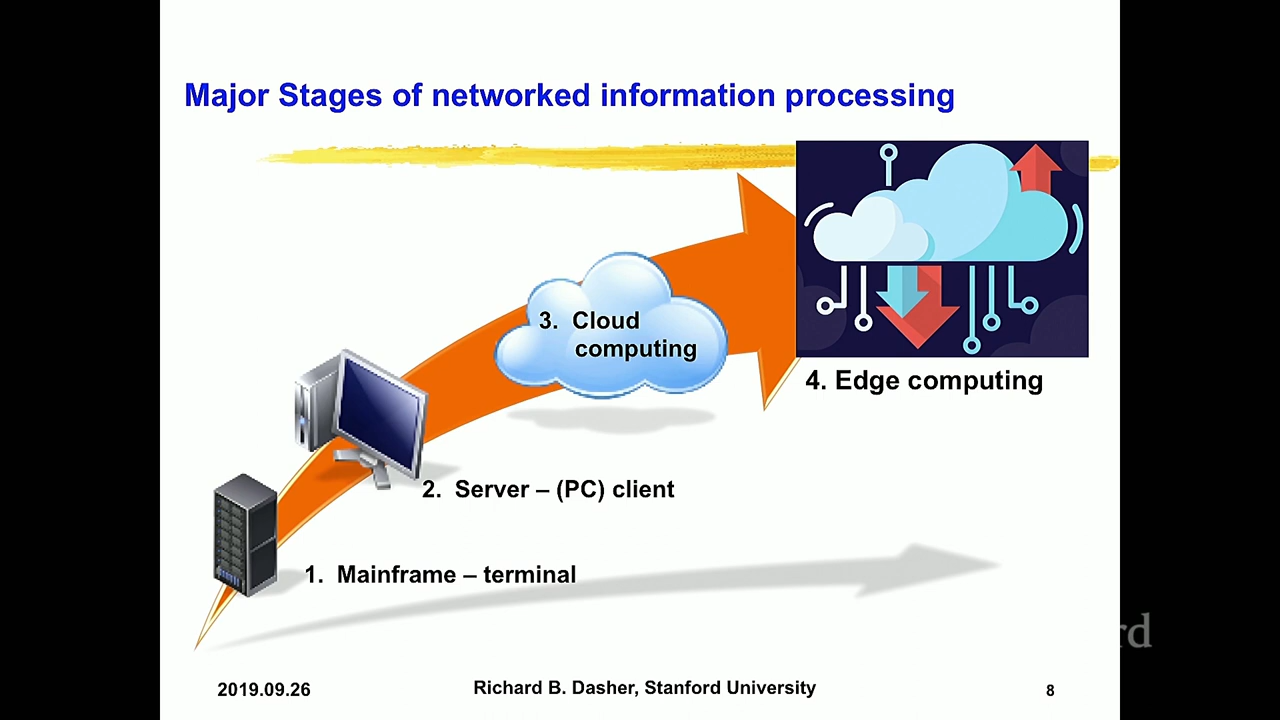 Major Stages of networked information processing
3. Cloud
computing
4. Edge computing
2. Server – (PC) client
1. Mainframe – terminal
2019.09.26
Richard B. Dasher, Stanford University
8